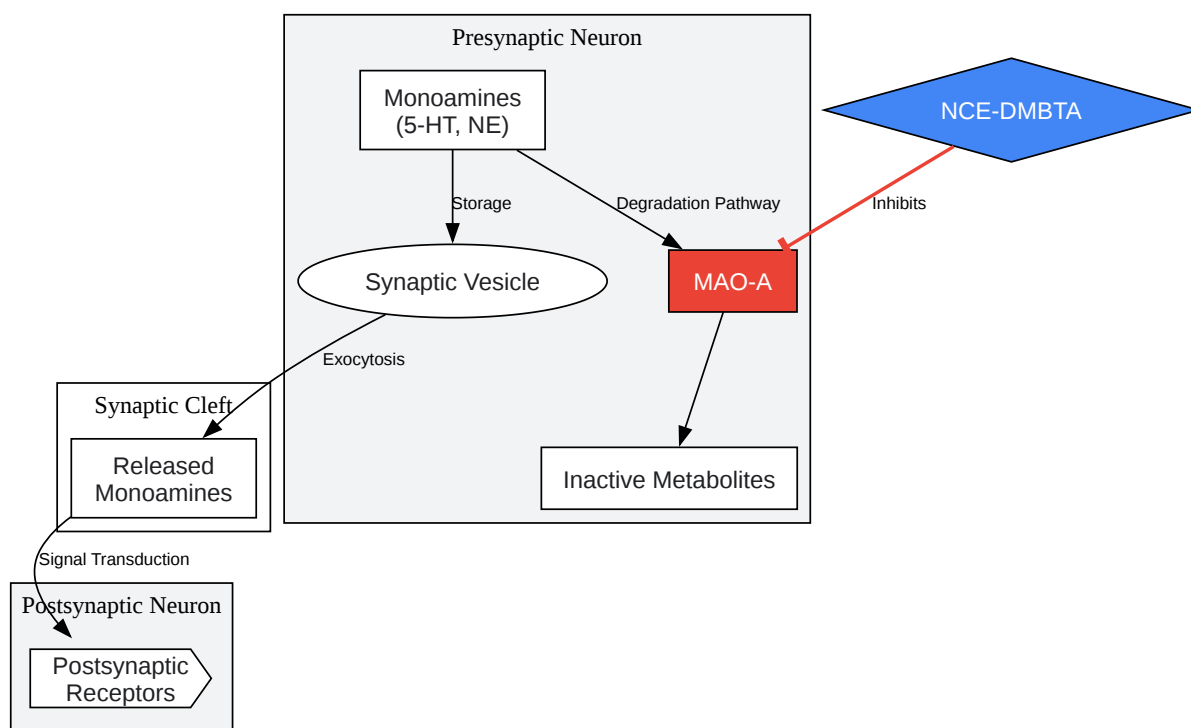 Presynaptic Neuron
Monoamines
(5-HT, NE)
NCE-DMBTA
Storage
Degradation Pathway
Inhibits
Synaptic Vesicle
MAO-A
Exocytosis
Synaptic Cleft
Released
Monoamines
Inactive Metabolites
Signal Transduction
Postsynaptic Neuron
Postsynaptic
Receptors